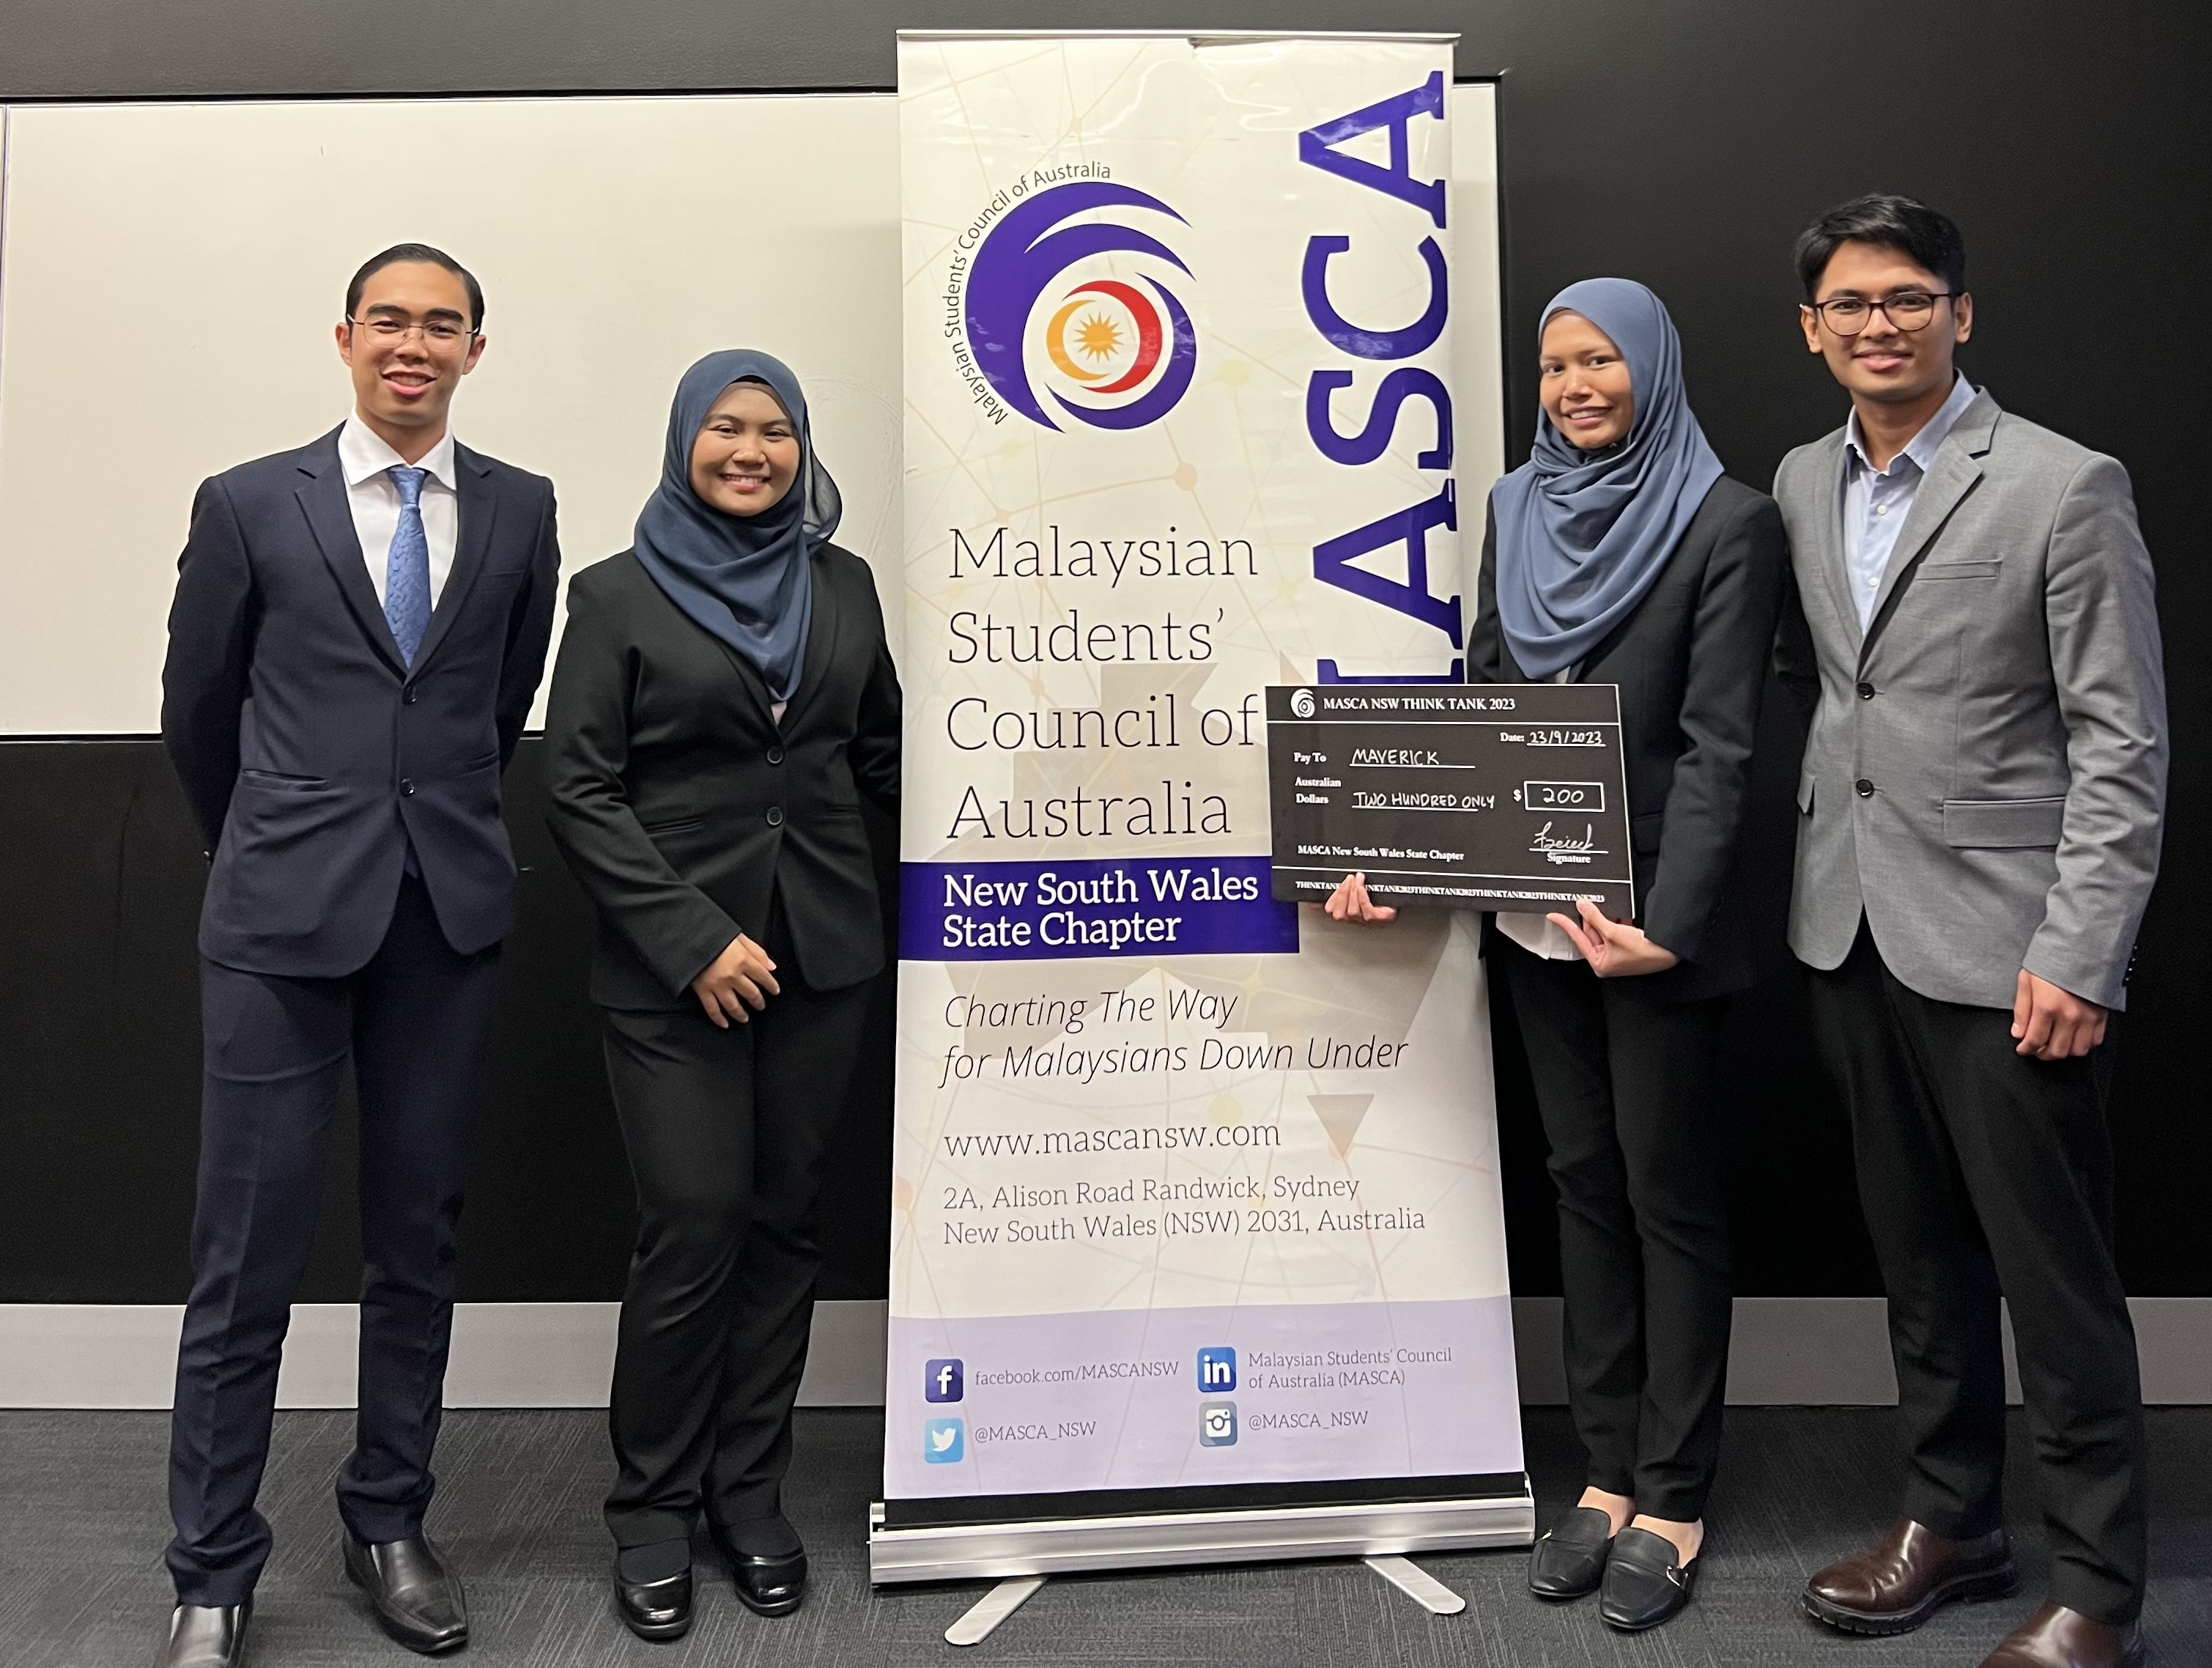 Malaysian Students' Council of Australia
MASCA
Malaysian
Students'
Council of
Australia
New South Wales
State Chapter
Charting The Way
for Malaysians Down Under
www.mascansw.com
2A, Alison Road Randwick, Sydney
New South Wales (NSW) 2031, Australia
facebook.com/MASCANSW
Malaysian Students' Council
of Australia (MASCA)
@MASCA_NSW
@MASCA_NSW
MASCA NSW THINK TANK 2023
Date: 23/9/2023
Pay To MAVERICK
Australian
Dollars TWO HUNDRED ONLY $ 200
MASCA New South Wales State Chapter
Signature